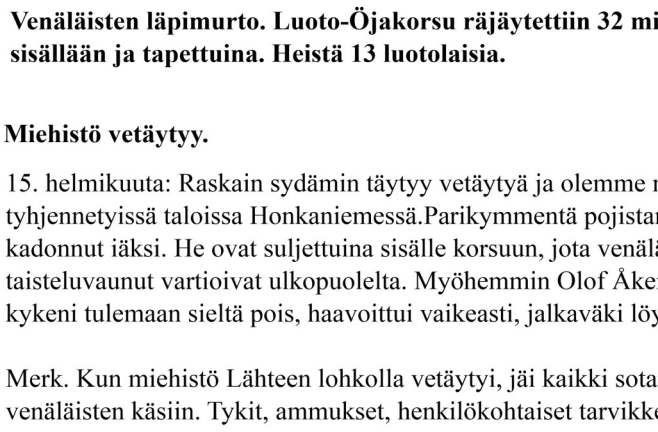 Venäläisten läpimurto. Luoto-Öjakorsu räjäytettiin 32 mi
sisällään ja tapettuina. Heistä 13 luotolaisia.
Miehistö vetäytyy.
15. helmikuuta: Raskain sydämin täytyy vetäytyä ja olemme
tyhjennetyissä taloissa Honkaniemessä.Parikymmentä pojista
kadonnut iäksi. He ovat suljettuina sisälle korsuun, jota venälä
taisteluvaunut vartioivat ulkopuolelta. Myöhemmin Olof Åke
kykeni tulemaan sieltä pois, haavoittui vaikeasti, jalkaväki löy
Merk. Kun miehistö Lähteen lohkolla vetäytyi, jäi kaikki sota
venäläisten käsiin. Tykit, ammukset, henkilökohtaiset tarvikke